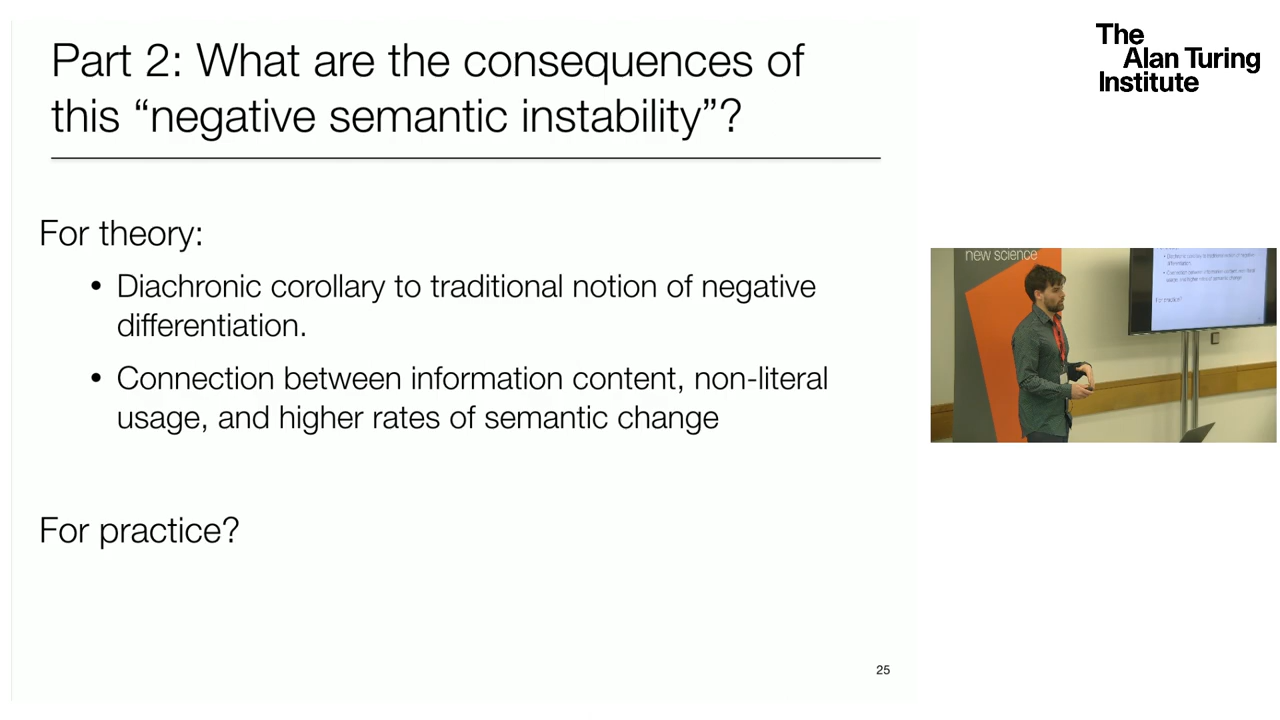 Part 2: What are the consequences of
this “negative semantic instability”?
For theory:
• Diachronic corollary to traditional notion of negative
differentiation.
• Connection between information content, non-literal
usage, and higher rates of semantic change
For practice?
25
The
Alan Turing
Institute
new science